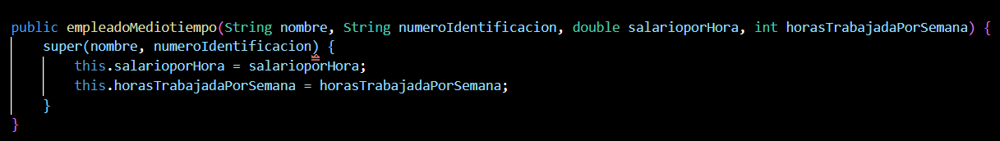 public empleadoMediotiempo(String nombre, String numeroIdentificacion, double salarioporHora, int horasTrabajadaPorSemana) {
super(nombre, numeroIdentificacion) {
this.salarioporHora = salarioporHora;
this.horasTrabajadaPorSemana = horasTrabajadaPorSemana;
}
}